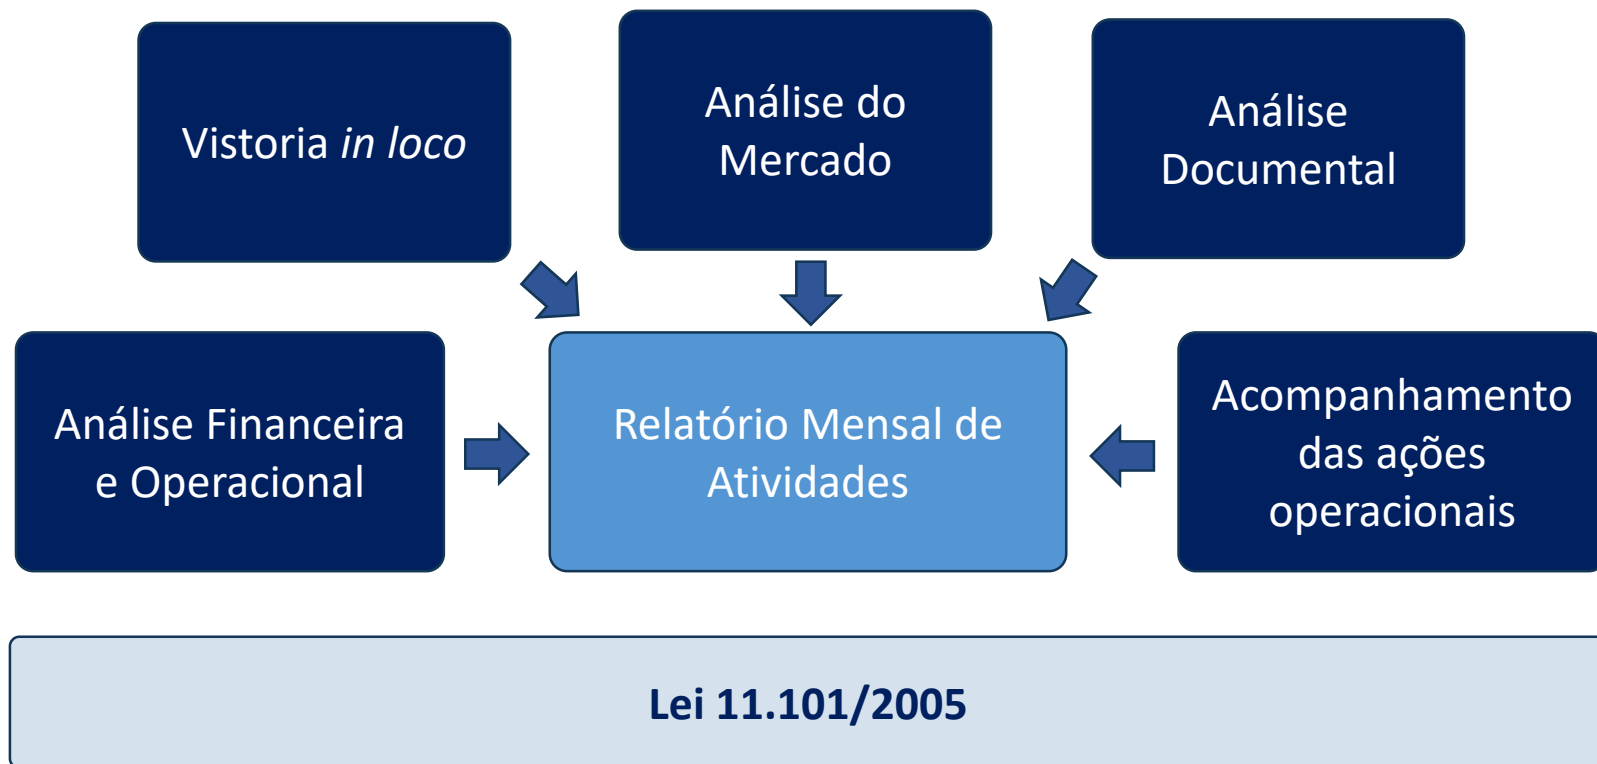 Vistoria in loco
Análise do
Mercado
Análise
Documental
Análise Financeira
e Operacional
Relatório Mensal de
Atividades
Acompanhamento
das ações
operacionais
Lei 11.101/2005